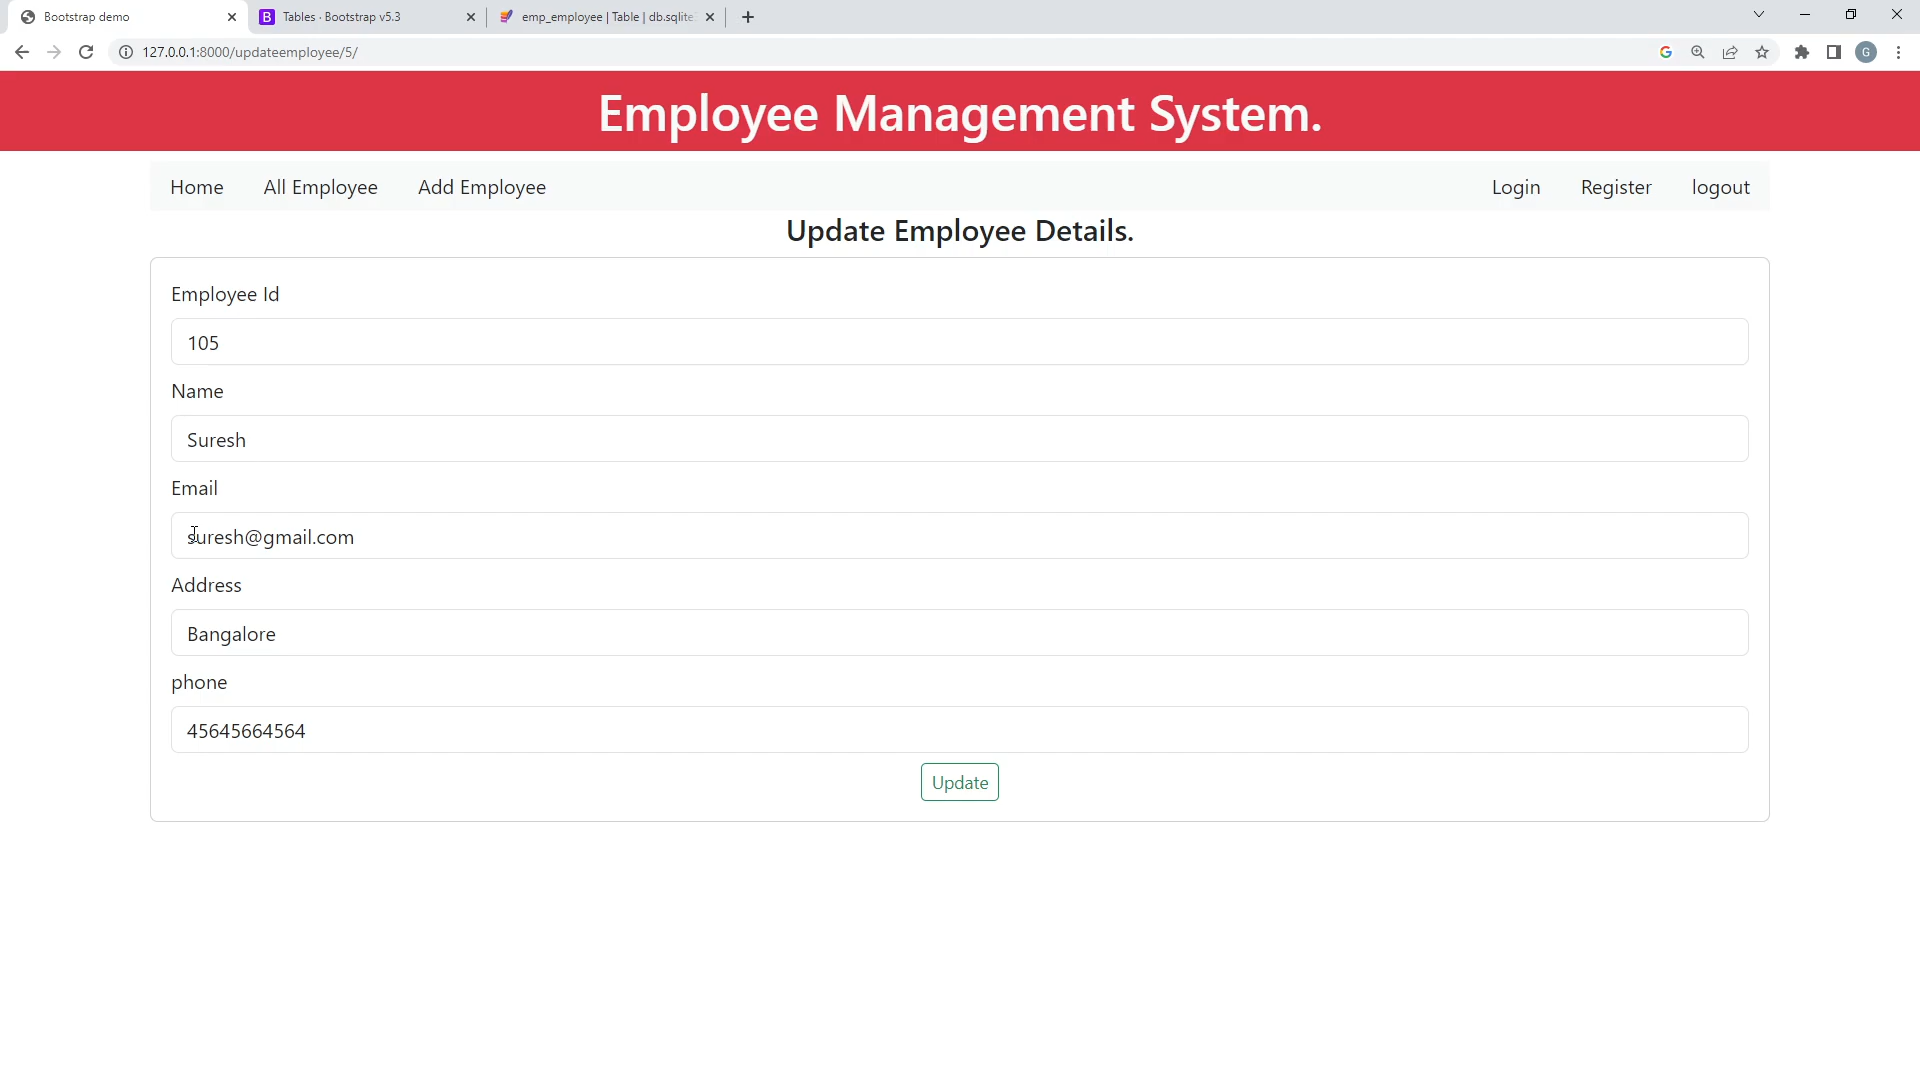 Bootstrap demo
Tables · Bootstrap v5.3
emp_employee | Table | db.sqlite
127.0.0.1:8000/updateemployee/5/
G
Employee Management System.
Home All Employee Add Employee Login Register logout
Update Employee Details.
Employee Id
105
Name
Suresh
Email
suresh@gmail.com
Address
Bangalore
phone
45645664564
Update